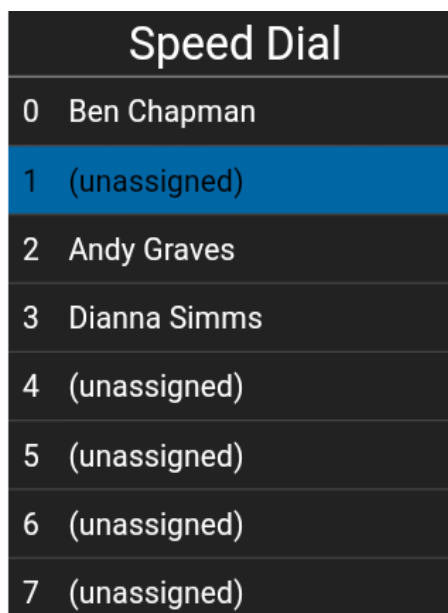 Speed Dial
0 Ben Chapman
1 (unassigned)
2 Andy Graves
3 Dianna Simms
4 (unassigned)
5 (unassigned)
6 (unassigned)
7 (unassigned)